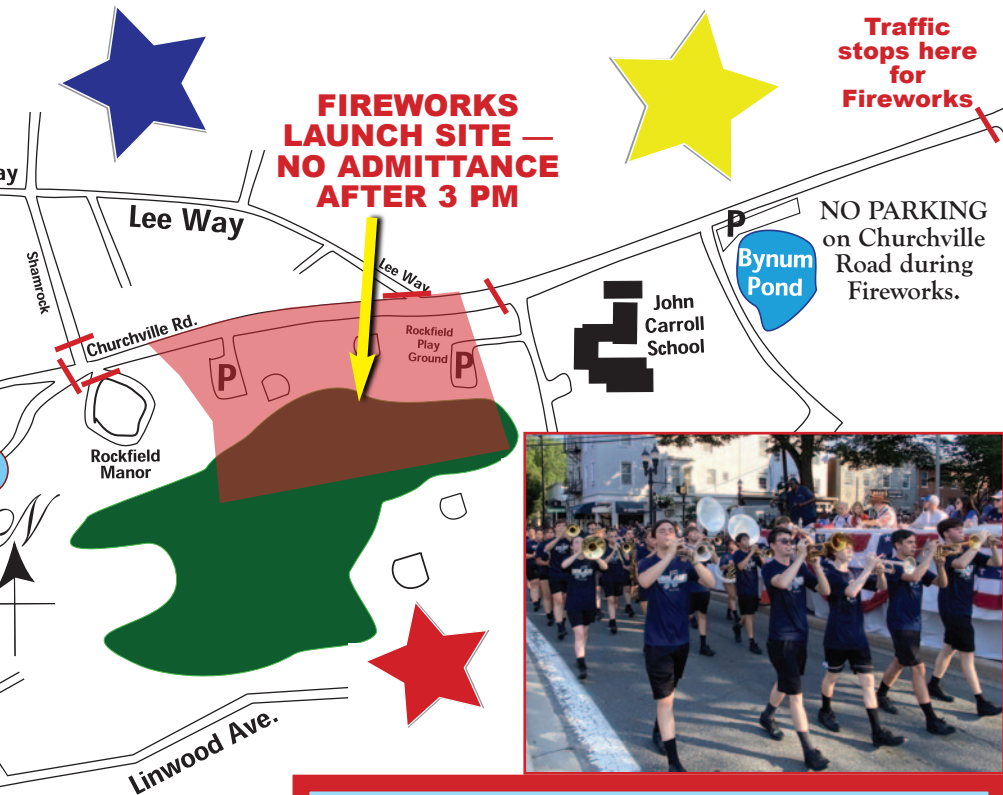 Traffic
stops here
for
Fireworks
FIREWORKS
LAUNCH SITE —
NO ADMITTANCE
AFTER 3 PM
ay
Lee Way
Shamrock
Lee Way
Churchville Rd.
P
Rockfield
Play
Ground
P
P
NO PARKING
on Churchville
Road during
Fireworks.
Bynum
Pond
John
Carroll
School
Rockfield
Manor
Linwood Ave.